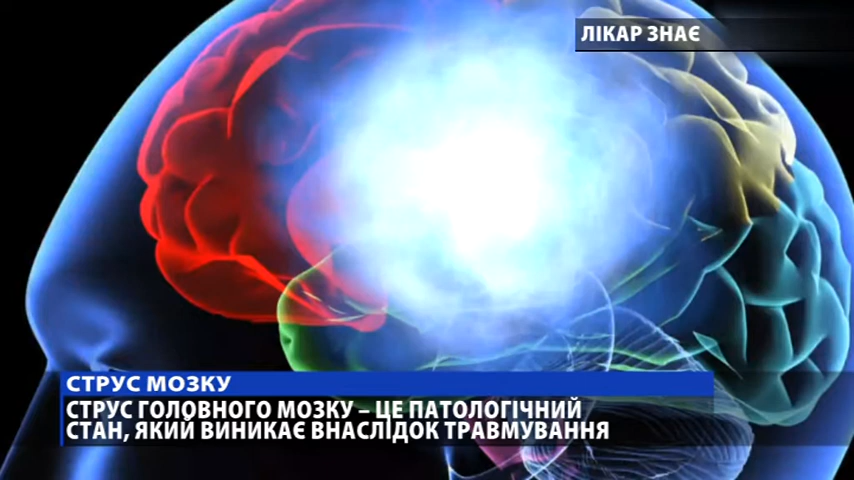 ЛІКАР ЗНАЄ
СТРУС МОЗКУ
СТРУС ГОЛОВНОГО МОЗКУ – ЦЕ ПАТОЛОГІЧНИЙ
СТАН, ЯКИЙ ВИНИКАЄ ВНАСЛІДОК ТРАВМУВАННЯ